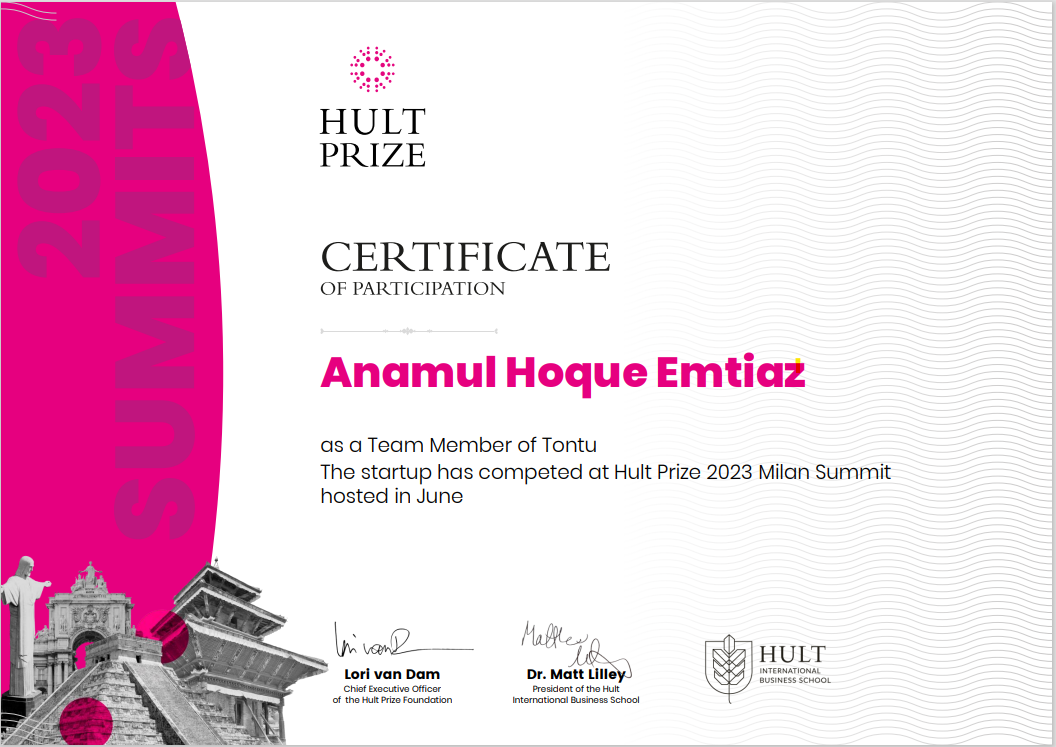 2023
SUMMITS
HULT
PRIZE
CERTIFICATE
OF PARTICIPATION
Anamul Hoque Emtiaz
as a Team Member of Tontu
The startup has competed at Hult Prize 2023 Milan Summit
hosted in June
Lori van Dam
Chief Executive Officer
of the Hult Prize Foundation
Dr. Matt Lilley
President of the Hult
International Business School
HULT
INTERNATIONAL
BUSINESS SCHOOL